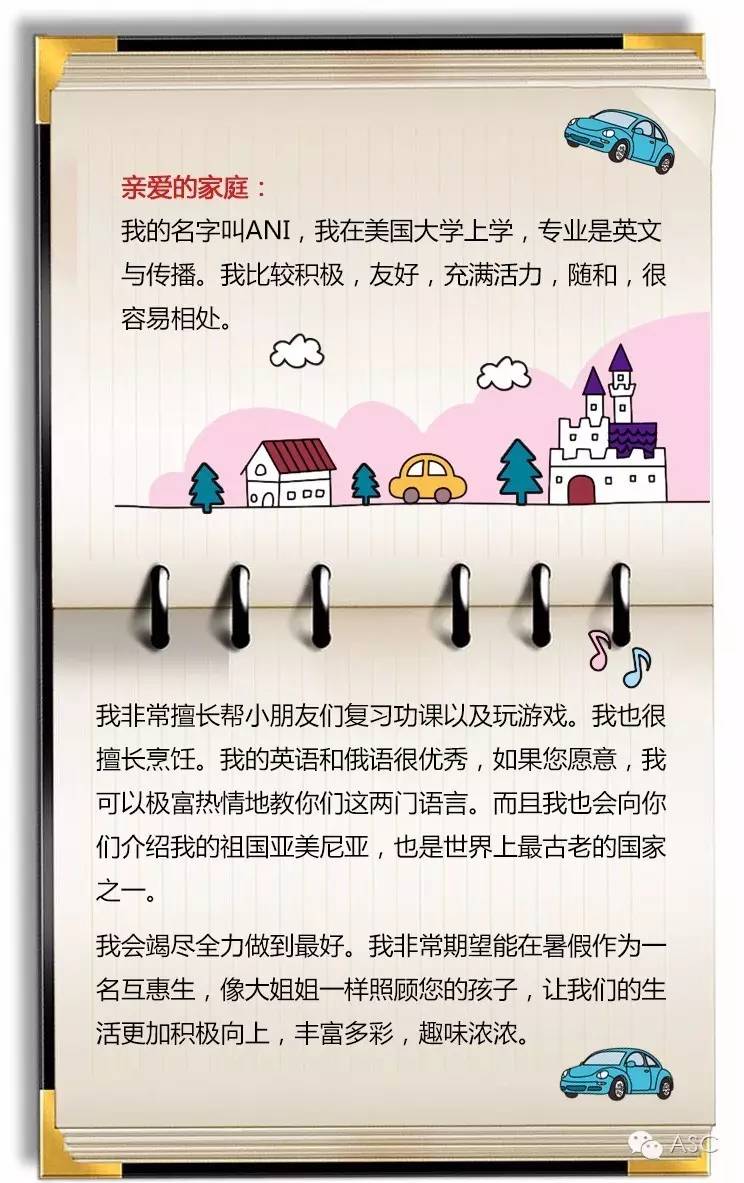 亲爱的家庭：
我的名字叫ANI，我在美国大学上学，专业是英文
与传播。我比较积极，友好，充满活力，随和，很
容易相处。
我非常擅长帮小朋友们复习功课以及玩游戏。我也很
擅长烹饪。我的英语和俄语很优秀，如果您愿意，我
可以极富热情地教你们这两门语言。而且我也会向你
们介绍我的祖国亚美尼亚，也是世界上最古老的国家
之一。
我会竭尽全力做到最好。我非常期望能在暑假作为一
名互惠生，像大姐姐一样照顾您的孩子，让我们的生
活更加积极向上，丰富多彩，趣味浓浓。
ASC